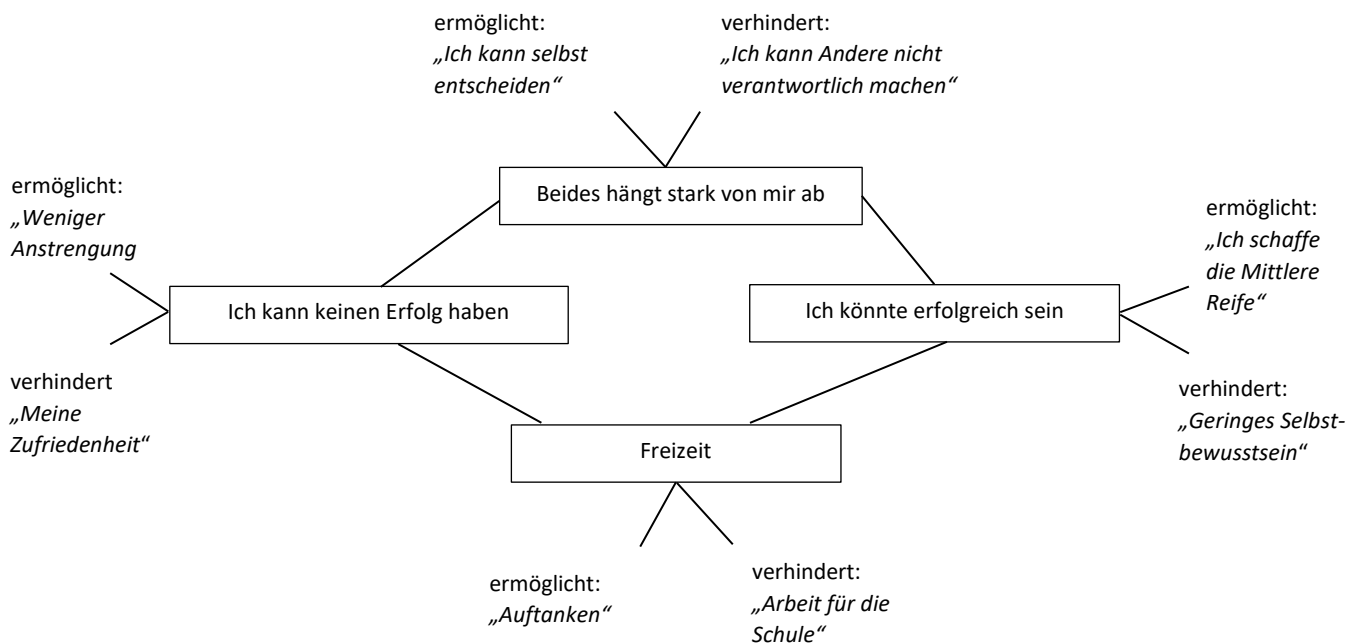 ermöglicht:
„Ich kann selbst
entscheiden“
verhindert:
„Ich kann Andere nicht
verantwortlich machen“
Beides hängt stark von mir ab
ermöglicht:
„Weniger
Anstrengung
Ich kann keinen Erfolg haben
verhindert
„Meine
Zufriedenheit“
Ich könnte erfolgreich sein
ermöglicht:
„Ich schaffe
die Mittlere
Reife“
verhindert:
„Geringes Selbst-
bewusstsein“
Freizeit
ermöglicht:
„Auftanken“
verhindert:
„Arbeit für die
Schule“